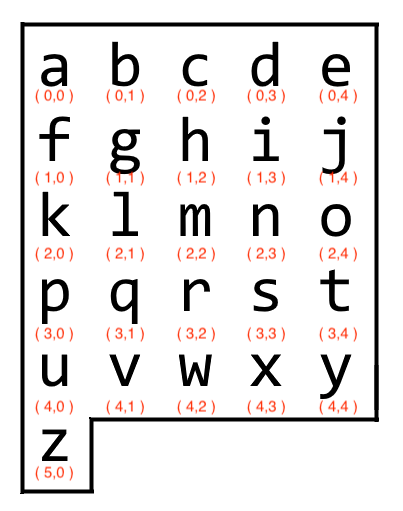 a b c d e
( 0,0 ) ( 0,1 ) ( 0,2 ) ( 0,3 ) ( 0,4 )
f g h i j
( 1,0 ) ( 1,1 ) ( 1,2 ) ( 1,3 ) ( 1,4 )
k l m n o
( 2,0 ) ( 2,1 ) ( 2,2 ) ( 2,3 ) ( 2,4 )
p q r s t
( 3,0 ) ( 3,1 ) ( 3,2 ) ( 3,3 ) ( 3,4 )
u v w x y
( 4,0 ) ( 4,1 ) ( 4,2 ) ( 4,3 ) ( 4,4 )
z
( 5,0 )